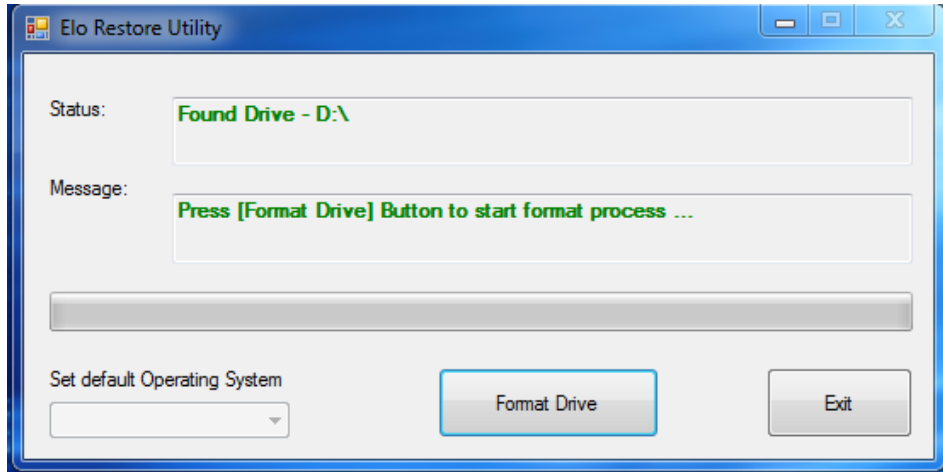 Elo Restore Utility
Status:
Found Drive - D:\
Message:
Press [Format Drive] Button to start format process ...
Set default Operating System
Format Drive
Exit